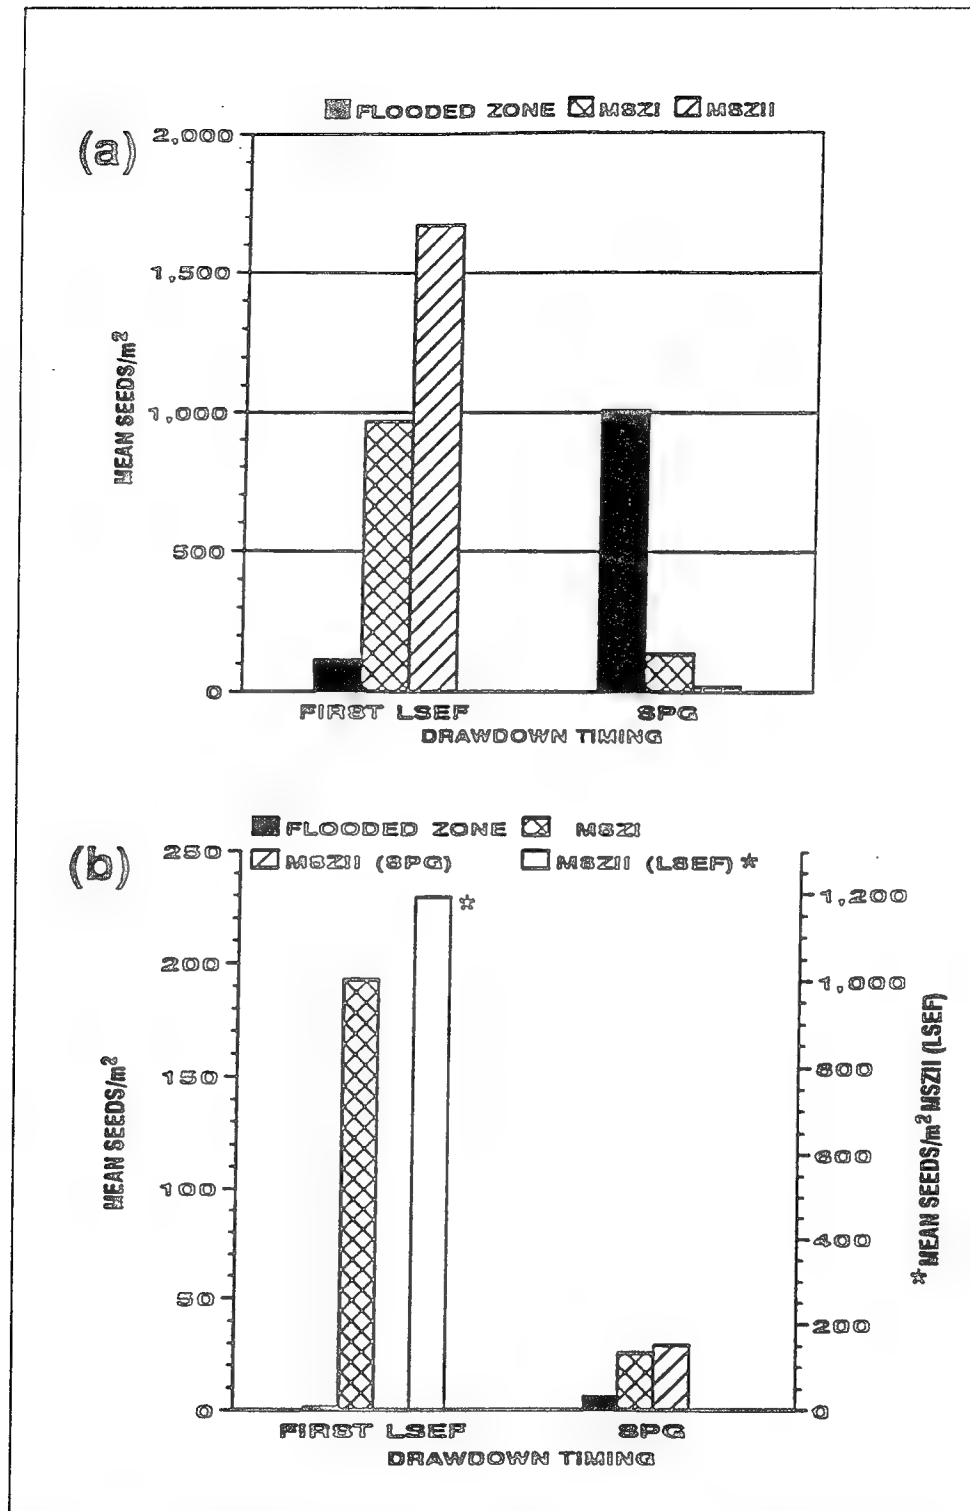 FLOODED ZONE MSZI MSZII
(a)
2,000
1,500
1,000
500
0
MEAN SEEDS/m²
FIRST LSEF SPG
DRAWDOWN TIMING
FLOODED ZONE MSZI
MSZII (SPG) MSZII (LSEF) *
(b)
250
200
150
100
50
0
MEAN SEEDS/m²
*
1,200
1,000
800
600
400
200
0
*MEAN SEEDS/m² MSZII (LSEF)
FIRST LSEF SPG
DRAWDOWN TIMING